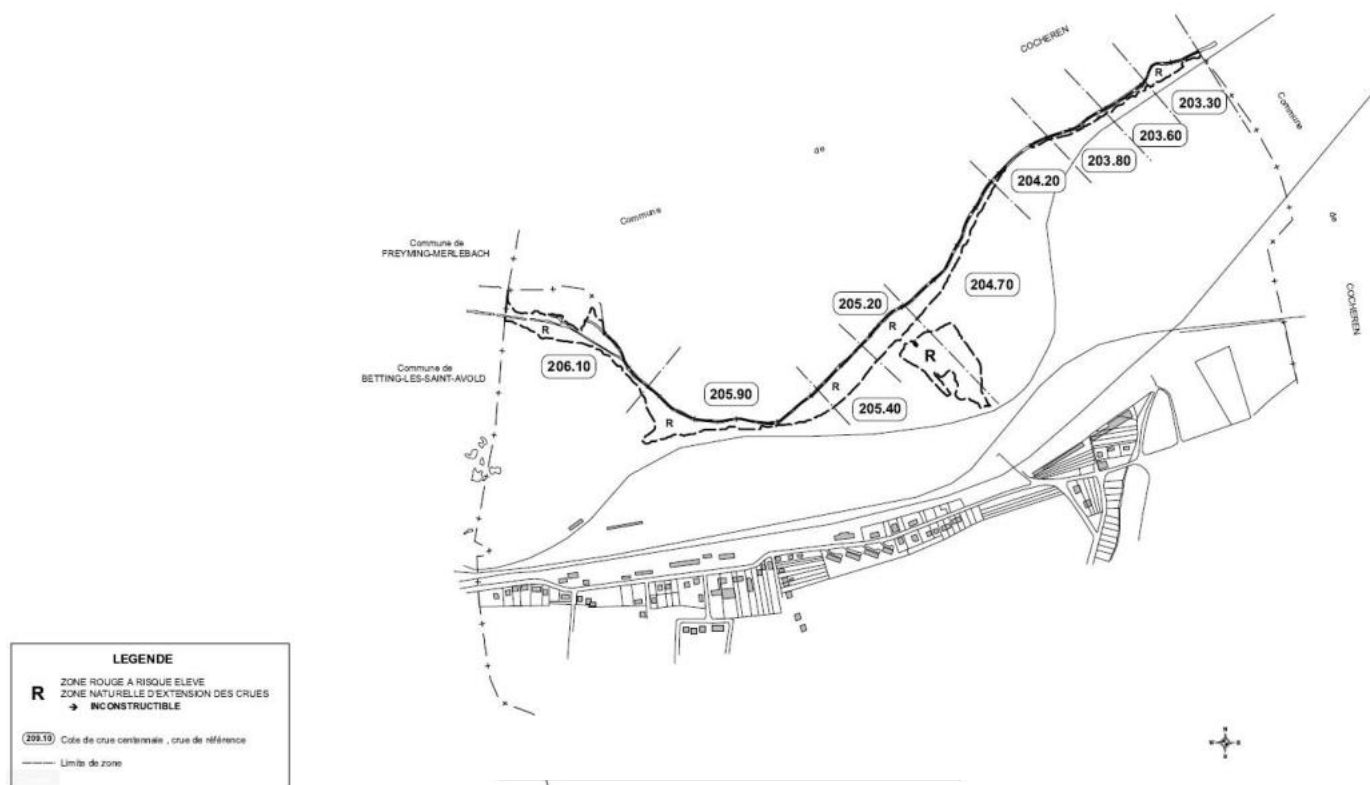 COCHEREN
R
203.30
Commune
203.60
203.80
de
204.20
Commune
de
Commune de
FREYMING-MERLEBACH
204.70
COCHEREN
205.20
R
R
206.10
R
Commune de
BETTING-LES-SAINT-AVOLD
205.90
R
205.40
R
LEGENDE
R
ZONE ROUGE A RISQUE ELEVE
ZONE NATURELLE D'EXTENSION DES CRUES
→ INCONSTRUCTIBLE
209.10 Cote de crue centennale , crue de référence
Limite de zone
N
W E
S